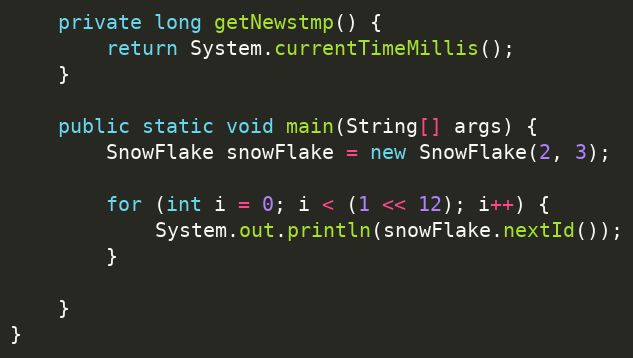 private long getNewstmp() {
        return System.currentTimeMillis();
    }

    public static void main(String[] args) {
        SnowFlake snowFlake = new SnowFlake(2, 3);

        for (int i = 0; i < (1 << 12); i++) {
            System.out.println(snowFlake.nextId());
        }

    }
}